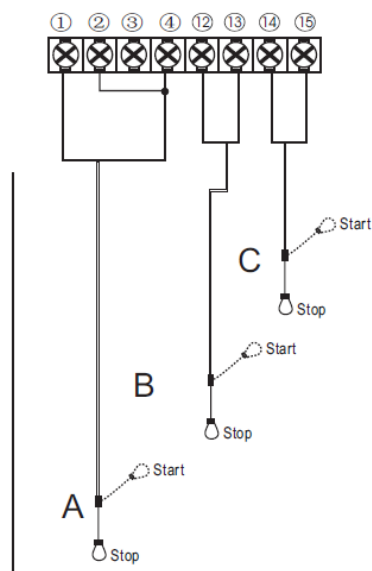 ① ② ③ ④ ⑫ ⑬ ⑭ ⑮
Start
C
Stop
Start
B
Stop
Start
A
Stop